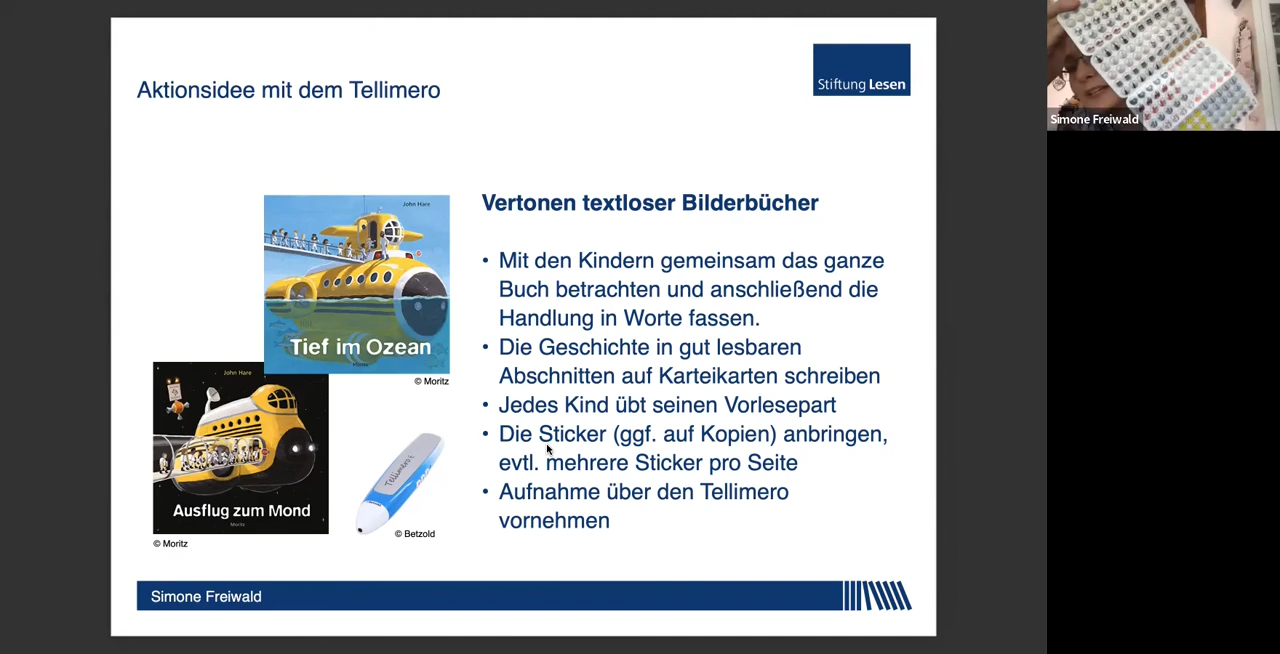 Aktionsidee mit dem Tellimero
Stiftung Lesen
John Hare
Tief im Ozean
Moritz
© Moritz
John Hare
Ausflug zum Mond
Moritz
© Moritz
Tellimero
© Betzold
Vertonen textloser Bilderbücher
• Mit den Kindern gemeinsam das ganze
Buch betrachten und anschließend die
Handlung in Worte fassen.
• Die Geschichte in gut lesbaren
Abschnitten auf Karteikarten schreiben
• Jedes Kind übt seinen Vorlesepart
• Die Sticker (ggf. auf Kopien) anbringen,
evtl. mehrere Sticker pro Seite
• Aufnahme über den Tellimero
vornehmen
Simone Freiwald
Simone Freiwald